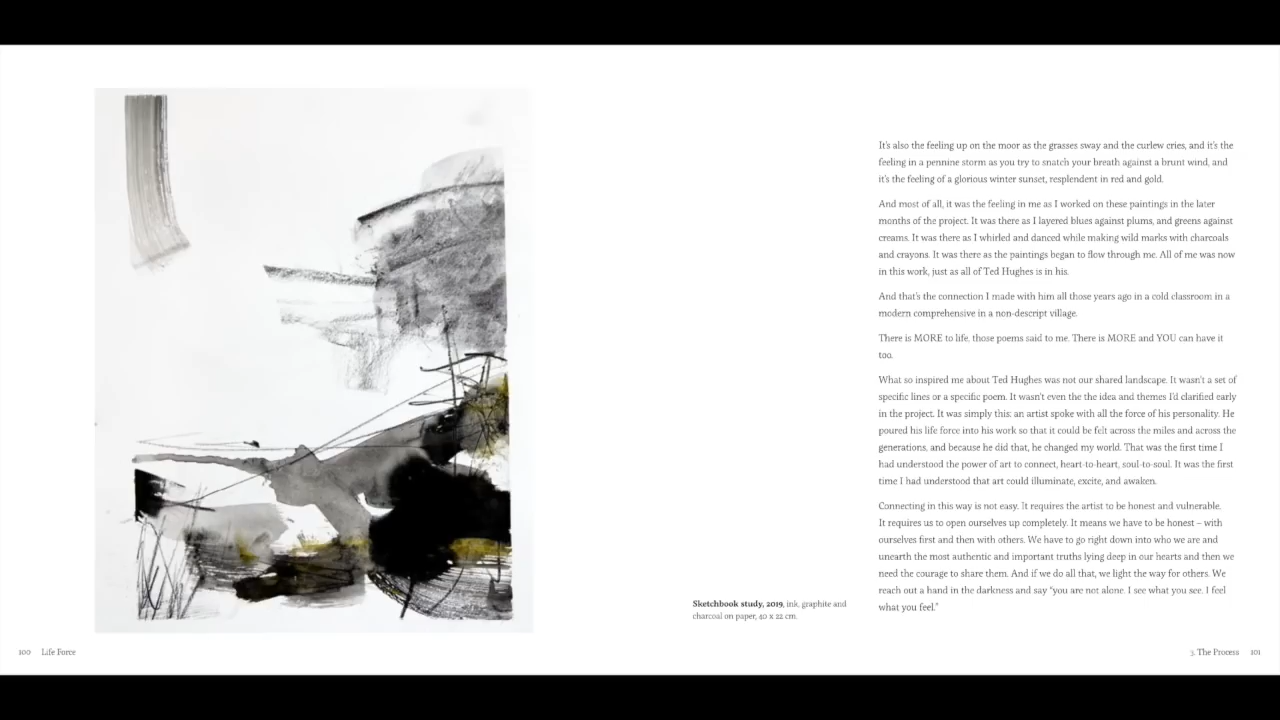 It's also the feeling up on the moor as the grasses sway and the curlew cries, and it's the
feeling in a pennine storm as you try to snatch your breath against a brunt wind, and
it's the feeling of a glorious winter sunset, resplendent in red and gold.
And most of all, it was the feeling in me as I worked on these paintings in the later
months of the project. It was there as I layered blues against plums, and greens against
creams. It was there as I whirled and danced while making wild marks with charcoals
and crayons. It was there as the paintings began to flow through me. All of me was now
in this work, just as all of Ted Hughes is in his.
And that's the connection I made with him all those years ago in a cold classroom in a
modern comprehensive in a non-descript village.
There is MORE to life, those poems said to me. There is MORE and YOU can have it
too.
What so inspired me about Ted Hughes was not our shared landscape. It wasn't a set of
specific lines or a specific poem. It wasn't even the the idea and themes I'd clarified early
in the project. It was simply this: an artist spoke with all the force of his personality. He
poured his life force into his work so that it could be felt across the miles and across the
generations, and because he did that, he changed my world. That was the first time I
had understood the power of art to connect, heart-to-heart, soul-to-soul. It was the first
time I had understood that art could illuminate, excite, and awaken.
Connecting in this way is not easy. It requires the artist to be honest and vulnerable.
It requires us to open ourselves up completely. It means we have to be honest – with
ourselves first and then with others. We have to go right down into who we are and
unearth the most authentic and important truths lying deep in our hearts and then we
need the courage to share them. And if we do all that, we light the way for others. We
reach out a hand in the darkness and say "you are not alone. I see what you see. I feel
what you feel."
Sketchbook study, 2019, ink, graphite and
charcoal on paper, 40 x 22 cm.
100 Life Force
3. The Process 101